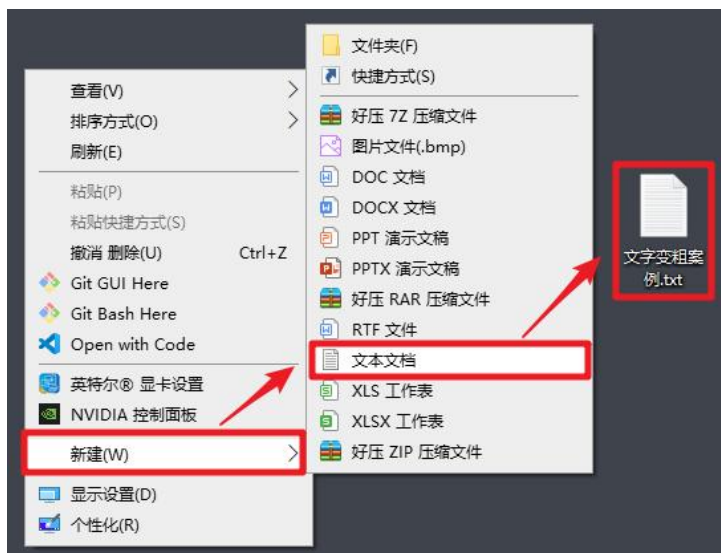 查看(V)
排序方式(O)
刷新(E)
粘贴(P)
粘贴快捷方式(S)
撤消 删除(U) Ctrl+Z
Git GUI Here
Git Bash Here
Open with Code
英特尔® 显卡设置
NVIDIA 控制面板
新建(W)
显示设置(D)
个性化(R)
文件夹(F)
快捷方式(S)
好压 7Z 压缩文件
图片文件(.bmp)
DOC 文档
DOCX 文档
PPT 演示文稿
PPTX 演示文稿
好压 RAR 压缩文件
RTF 文件
文本文档
XLS 工作表
XLSX 工作表
好压 ZIP 压缩文件
文字变粗案
例.txt